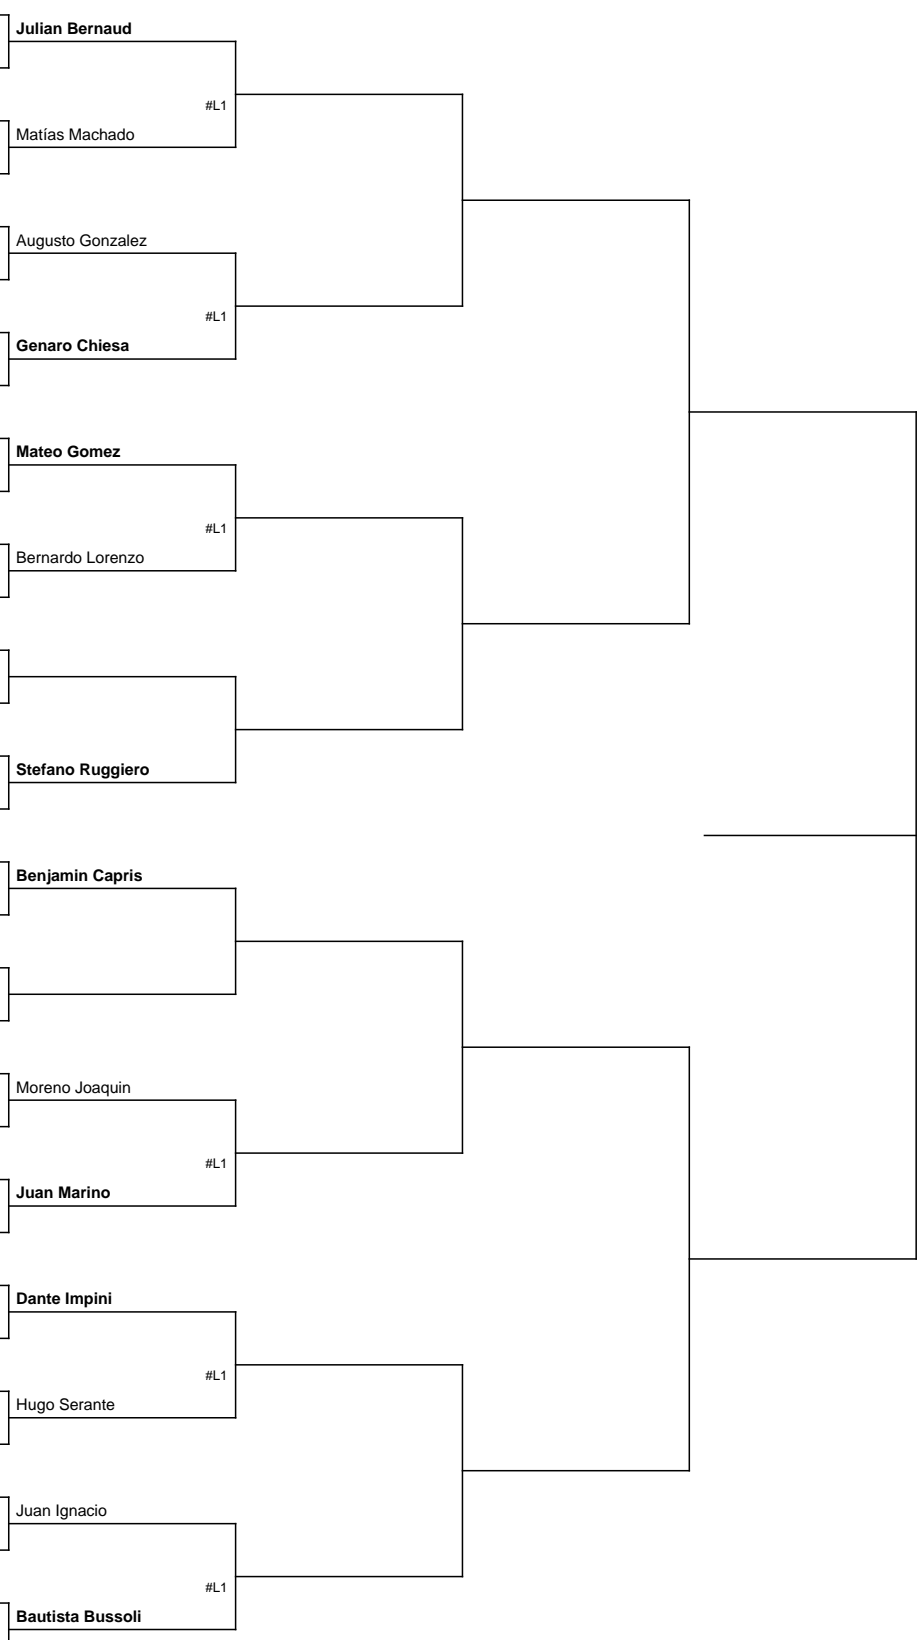 Julian Bernaud
#L1
Matías Machado
Augusto Gonzalez
#L1
Genaro Chiesa
Mateo Gomez
#L1
Bernardo Lorenzo
Stefano Ruggiero
Benjamin Capris
Moreno Joaquin
#L1
Juan Marino
Dante Impini
#L1
Hugo Serante
Juan Ignacio
#L1
Bautista Bussoli